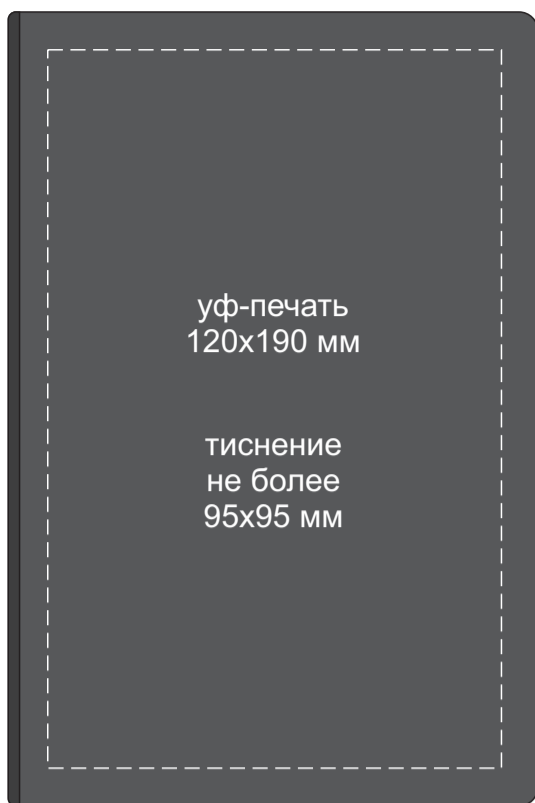 уф-печать
120х190 мм
тиснение
не более
95х95 мм